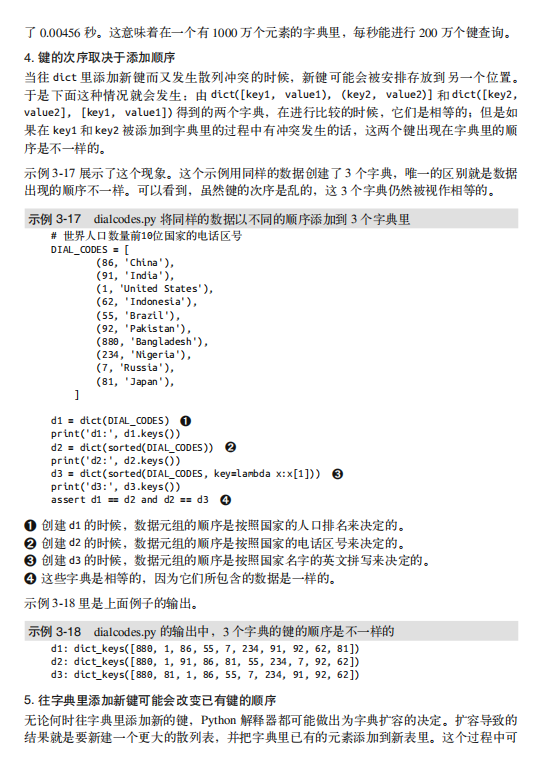 了 0.00456 秒。这意味着在一个有 1000 万个元素的字典里，每秒能进行 200 万个键查询。
4. 键的次序取决于添加顺序
当往 dict 里添加新键而又发生散列冲突的时候，新键可能会被安排存放到另一个位置。
于是下面这种情况就会发生：由 dict([key1, value1), (key2, value2)] 和 dict([key2,
value2], [key1, value1]) 得到的两个字典，在进行比较的时候，它们是相等的；但是如
果在 key1 和 key2 被添加到字典里的过程中有冲突发生的话，这两个键出现在字典里的顺
序是不一样的。
示例 3-17 展示了这个现象。这个示例用同样的数据创建了 3 个字典，唯一的区别就是数据
出现的顺序不一样。可以看到，虽然键的次序是乱的，这 3 个字典仍然被视作相等的。
示例 3-17 dialcodes.py 将同样的数据以不同的顺序添加到 3 个字典里
# 世界人口数量前10位国家的电话区号
DIAL_CODES = [
(86, 'China'),
(91, 'India'),
(1, 'United States'),
(62, 'Indonesia'),
(55, 'Brazil'),
(92, 'Pakistan'),
(880, 'Bangladesh'),
(234, 'Nigeria'),
(7, 'Russia'),
(81, 'Japan'),
]
d1 = dict(DIAL_CODES) ❶
print('d1:', d1.keys())
d2 = dict(sorted(DIAL_CODES)) ❷
print('d2:', d2.keys())
d3 = dict(sorted(DIAL_CODES, key=lambda x:x[1])) ❸
print('d3:', d3.keys())
assert d1 == d2 and d2 == d3 ❹
❶ 创建 d1 的时候，数据元组的顺序是按照国家的人口排名来决定的。
❷ 创建 d2 的时候，数据元组的顺序是按照国家的电话区号来决定的。
❸ 创建 d3 的时候，数据元组的顺序是按照国家名字的英文拼写来决定的。
❹ 这些字典是相等的，因为它们所包含的数据是一样的。
示例 3-18 里是上面例子的输出。
示例 3-18 dialcodes.py 的输出中，3 个字典的键的顺序是不一样的
d1: dict_keys([880, 1, 86, 55, 7, 234, 91, 92, 62, 81])
d2: dict_keys([880, 1, 91, 86, 81, 55, 234, 7, 92, 62])
d3: dict_keys([880, 81, 1, 86, 55, 7, 234, 91, 92, 62])
5. 往字典里添加新键可能会改变已有键的顺序
无论何时往字典里添加新的键，Python 解释器都可能做出为字典扩容的决定。扩容导致的
结果就是要新建一个更大的散列表，并把字典里已有的元素添加到新表里。这个过程中可